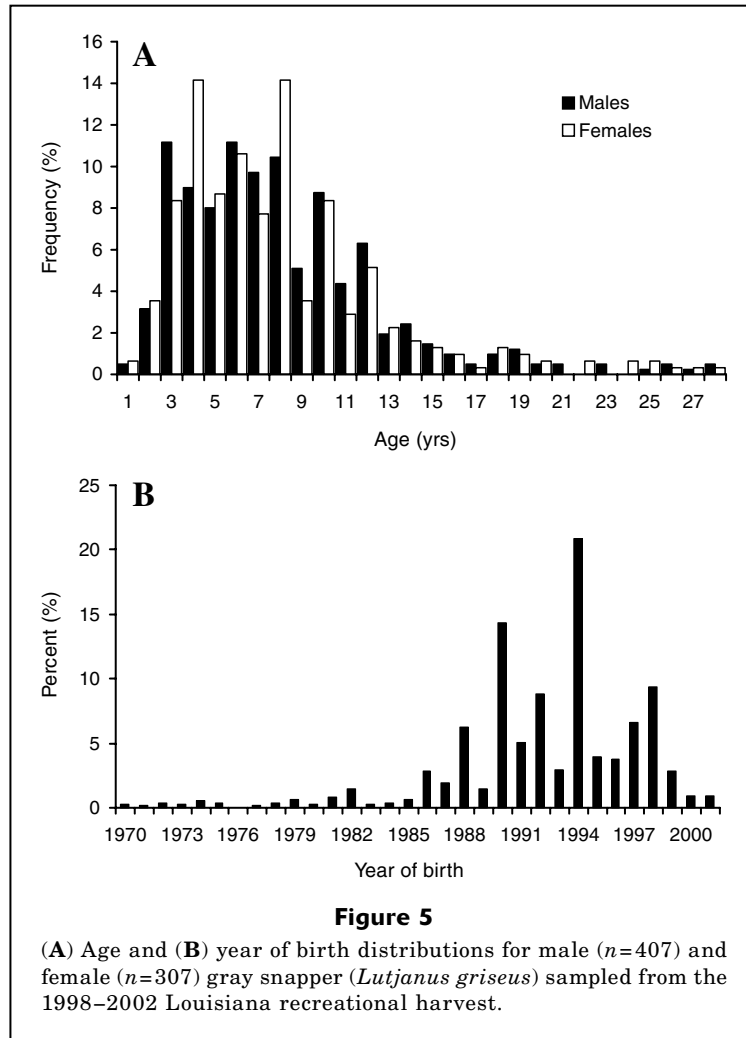 A
16
14
12
10
8
6
4
2
0
Frequency (%)
Males
Females
1 3 5 7 9 11 13 15 17 19 21 23 25 27
Age (yrs)
B
25
20
15
10
5
0
Percent (%)
1970 1973 1976 1979 1982 1985 1988 1991 1994 1997 2000
Year of birth
Figure 5
(A) Age and (B) year of birth distributions for male (n=407) and
female (n=307) gray snapper (Lutjanus griseus) sampled from the
1998–2002 Louisiana recreational harvest.